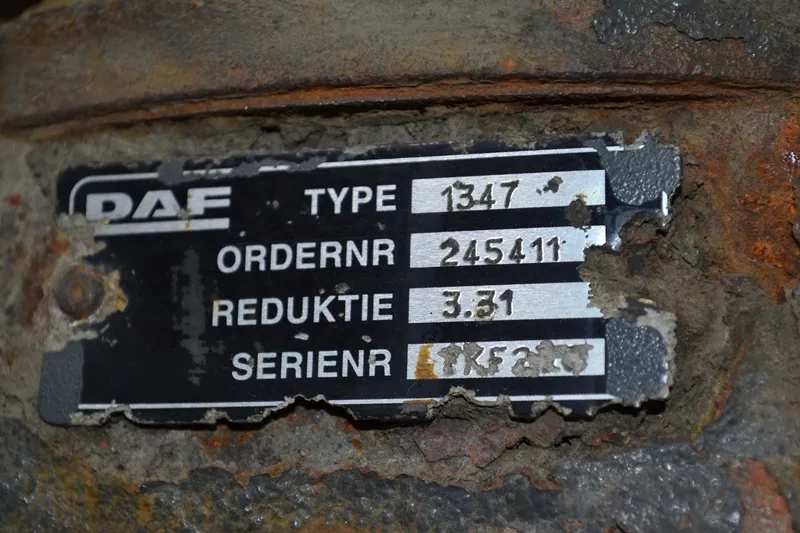 DAF
TYPE 1347
ORDERNR 245411
REDUKTIE 3.31
SERIENR